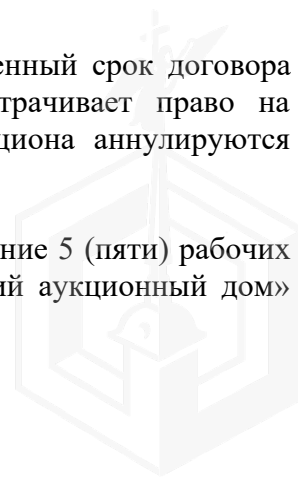 енный срок договора
трачивает право на
циона аннулируются
ние 5 (пяти) рабочих
ий аукционный дом»